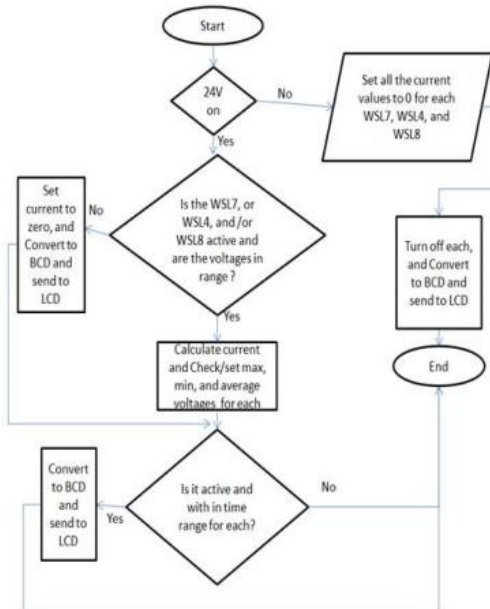 Start
24V
on
No
Set all the current
values to 0 for each
WSL7, WSL4, and
WSL8
Yes
Is the WSL7, or
WSL4, and /or
WSL8 active and
are the voltages in
range ?
No
Set
current to
zero, and
Convert to
BCD and
send to
LCD
Turn off each,
and Convert
to BCD and
send to LCD
Yes
Calculate current
and Check/set max,
min, and average
voltages for each
End
Is it active and
with in time
range for each?
No
Yes
Convert
to BCD
and
send to
LCD